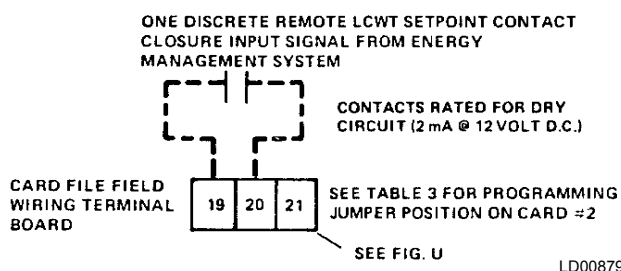 ONE DISCRETE REMOTE LCWT SETPOINT CONTACT
CLOSURE INPUT SIGNAL FROM ENERGY
MANAGEMENT SYSTEM
CONTACTS RATED FOR DRY
CIRCUIT (2 mA @ 12 VOLT D.C.)
CARD FILE FIELD
WIRING TERMINAL
BOARD
19 20 21
SEE TABLE 3 FOR PROGRAMMING
JUMPER POSITION ON CARD #2
SEE FIG. U
LD00879